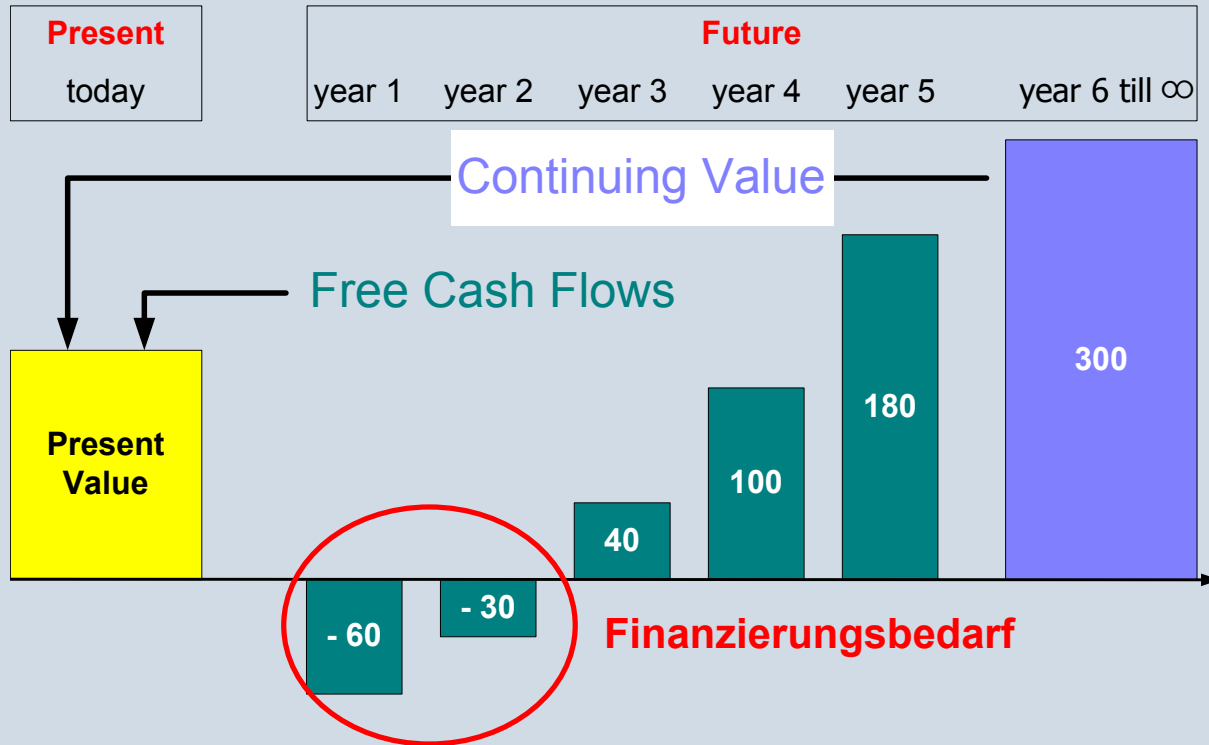 Present
today
Future
year 1 year 2 year 3 year 4 year 5 year 6 till ∞
Continuing Value
Free Cash Flows
Present
Value
- 60
- 30
40
100
180
300
Finanzierungsbedarf